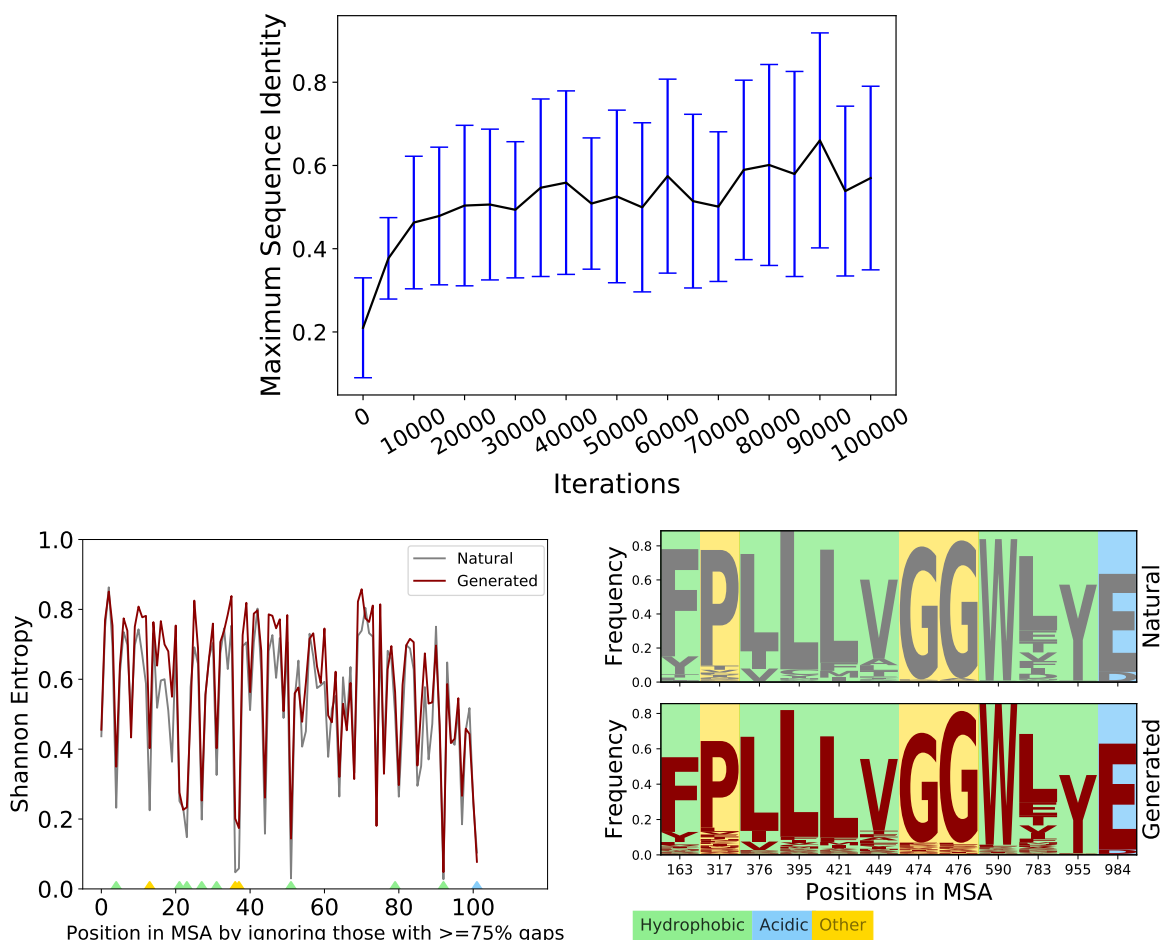 Maximum Sequence Identity
0.8
0.6
0.4
0.2
0
10000
20000
30000
40000
50000
60000
70000
80000
90000
100000
Iterations
Shannon Entropy
1.0
0.8
0.6
0.4
0.2
0.0
Natural
Generated
0
20
40
60
80
100
Position in MSA by ignoring those with >=75% gaps
Frequency
0.8
0.6
0.4
0.2
0.0
F P L L L V G G W L Y E
Natural
Frequency
0.8
0.6
0.4
0.2
0.0
F P L L L V G G W L Y E
Generated
163 317 376 395 421 449 474 476 590 783 955 984
Positions in MSA
Hydrophobic Acidic Other